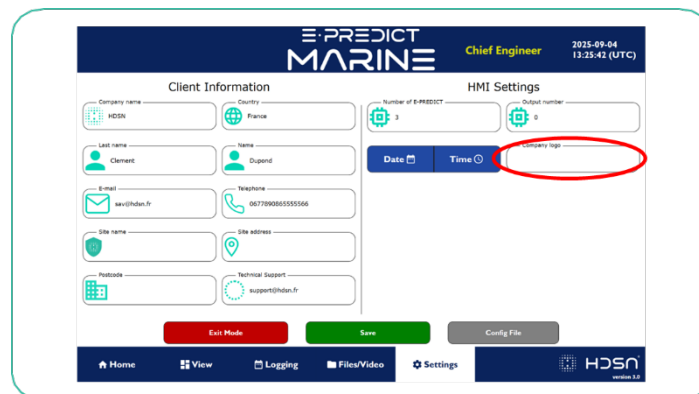 E·PREDICT
MARINE
Chief Engineer
2025-09-04
13:25:42 (UTC)
Client Information
HMI Settings
Company name
HDSN
Country
France
Number of E-PREDICT
3
Output number
0
Last name
Clement
Name
Dupond
Date
Time
Company logo
E-mail
sav@hdsn.fr
Telephone
0677890865555566
Site name
Site address
Postcode
Technical Support
support@hdsn.fr
Exit Mode
Save
Config File
Home
View
Logging
Files/Video
Settings
HDSN
version 3.0